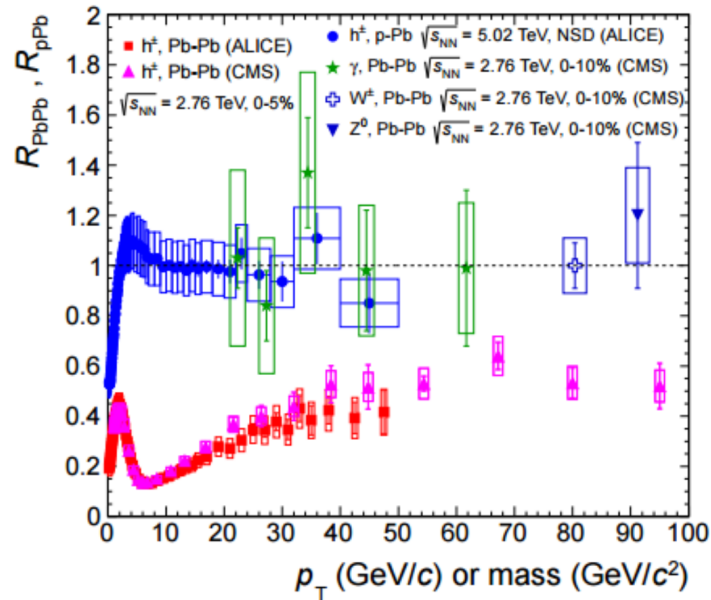 R_PbPb , R_pPb
h±, Pb-Pb (ALICE)
h±, Pb-Pb (CMS)
√s_NN = 2.76 TeV, 0-5%
h±, p-Pb √s_NN = 5.02 TeV, NSD (ALICE)
γ, Pb-Pb √s_NN = 2.76 TeV, 0-10% (CMS)
W±, Pb-Pb √s_NN = 2.76 TeV, 0-10% (CMS)
Z⁰, Pb-Pb √s_NN = 2.76 TeV, 0-10% (CMS)
2
1.8
1.6
1.4
1.2
1
0.8
0.6
0.4
0.2
0
0 10 20 30 40 50 60 70 80 90 100
p_T (GeV/c) or mass (GeV/c²)